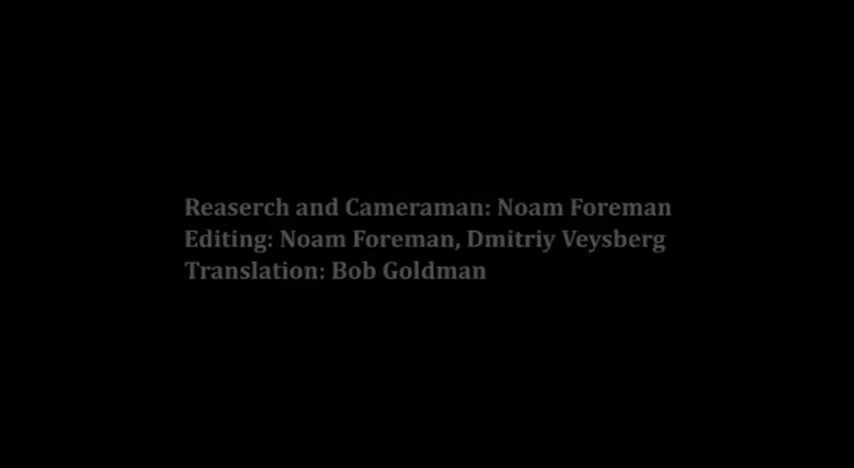 Reaserch and Cameraman: Noam Foreman
Editing: Noam Foreman, Dmitriy Veysberg
Translation: Bob Goldman